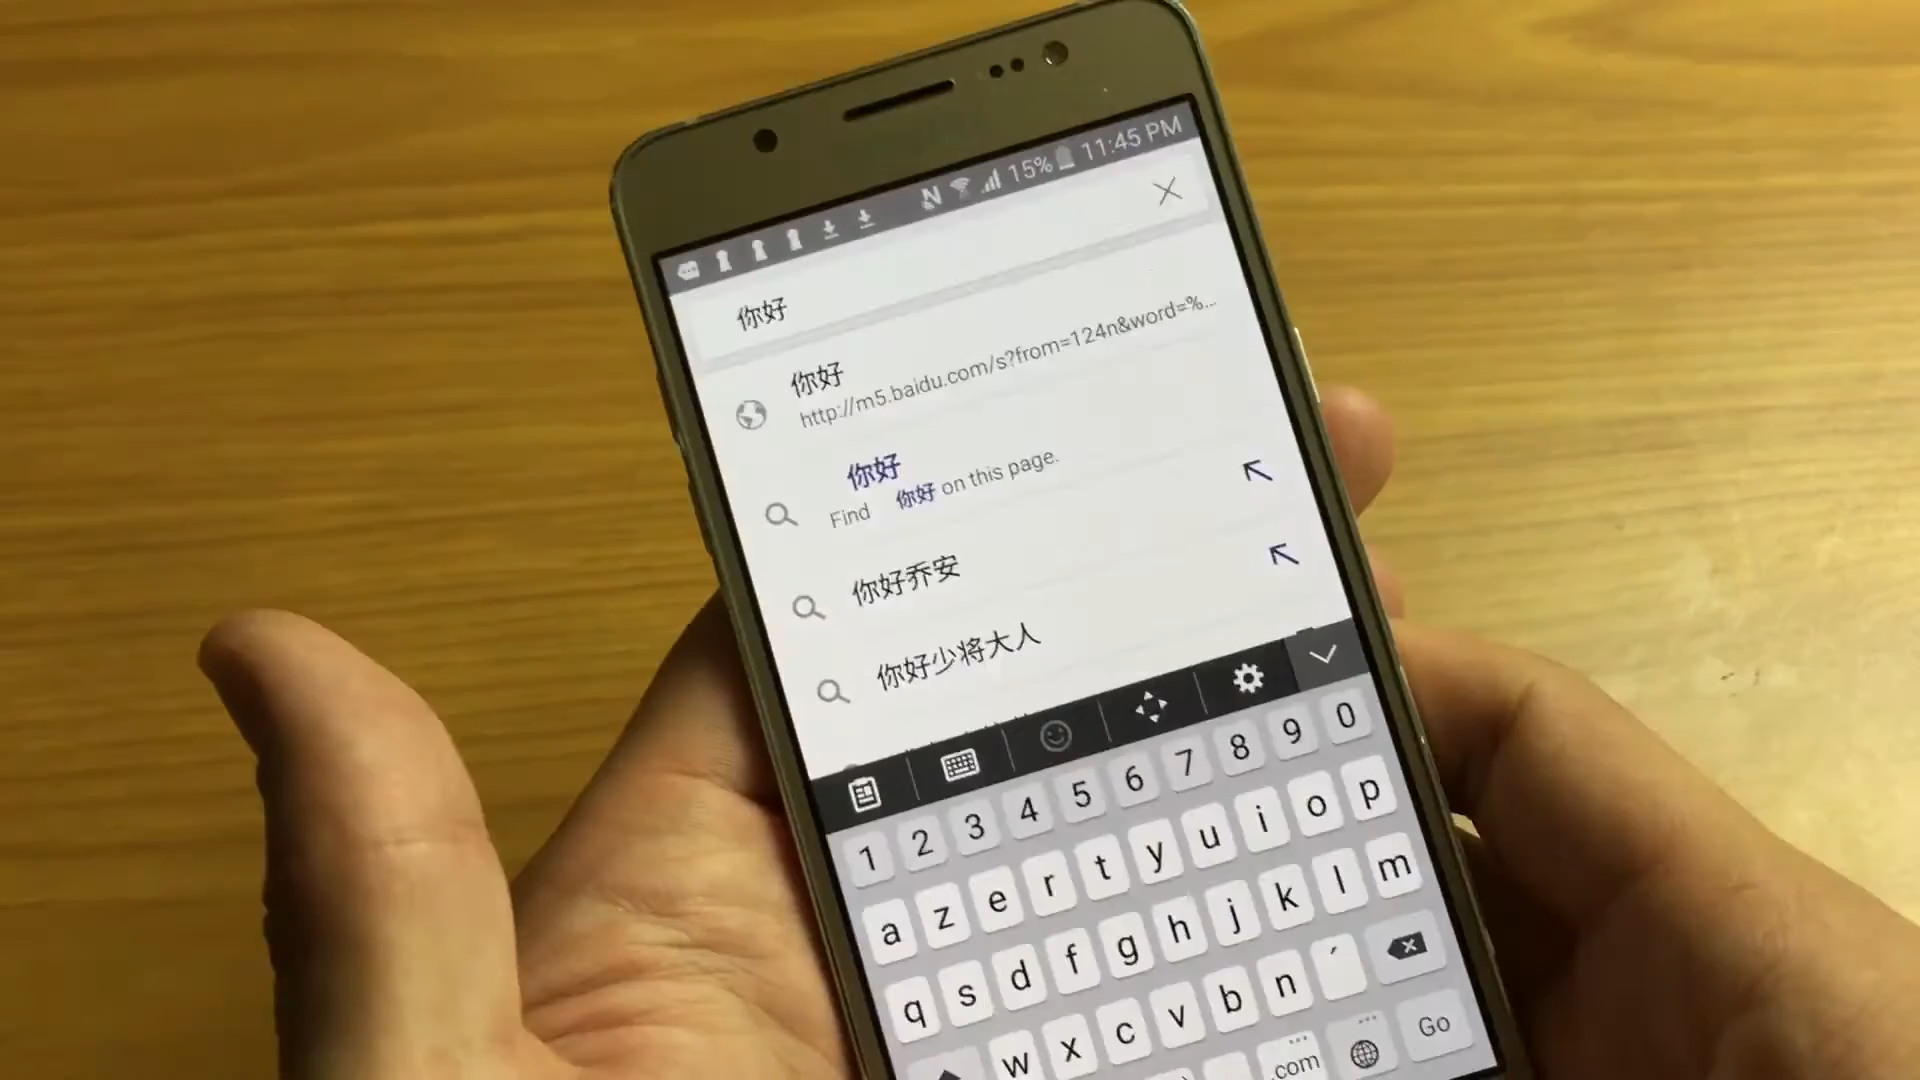 15% 11:45 PM
你好
你好
http://m5.baidu.com/s?from=124n&word=%...
你好
Find 你好 on this page.
你好乔安
你好少将大人
1 2 3 4 5 6 7 8 9 0
a z e r t y u i o p
q s d f g h j k l m
w x c v b n ´
.com Go